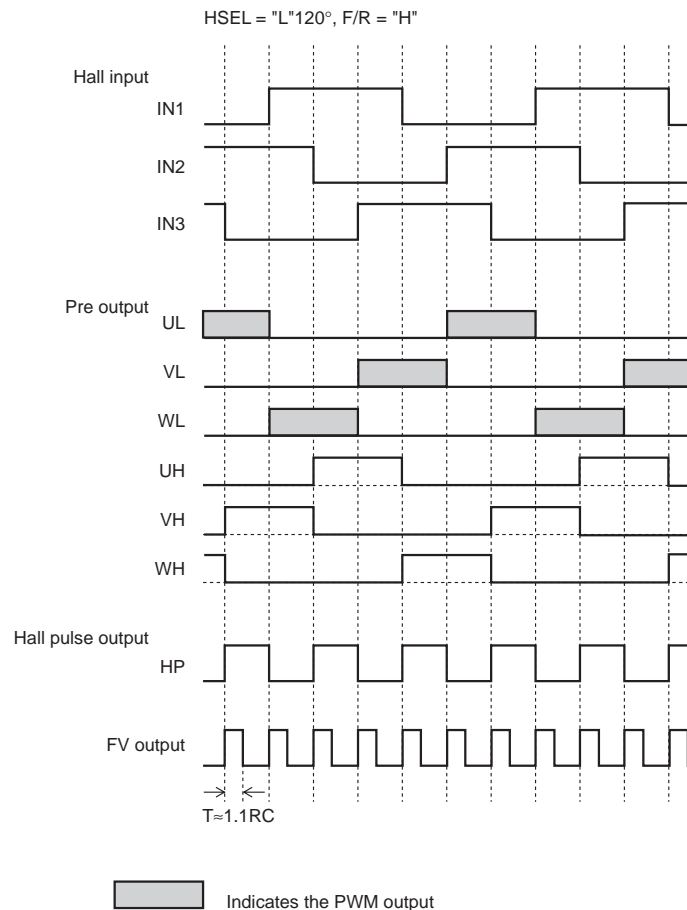 HSEL = "L"120°, F/R = "H"
Hall input
IN1
IN2
IN3
Pre output
UL
VL
WL
UH
VH
WH
Hall pulse output
HP
FV output
T≈1.1RC
Indicates the PWM output